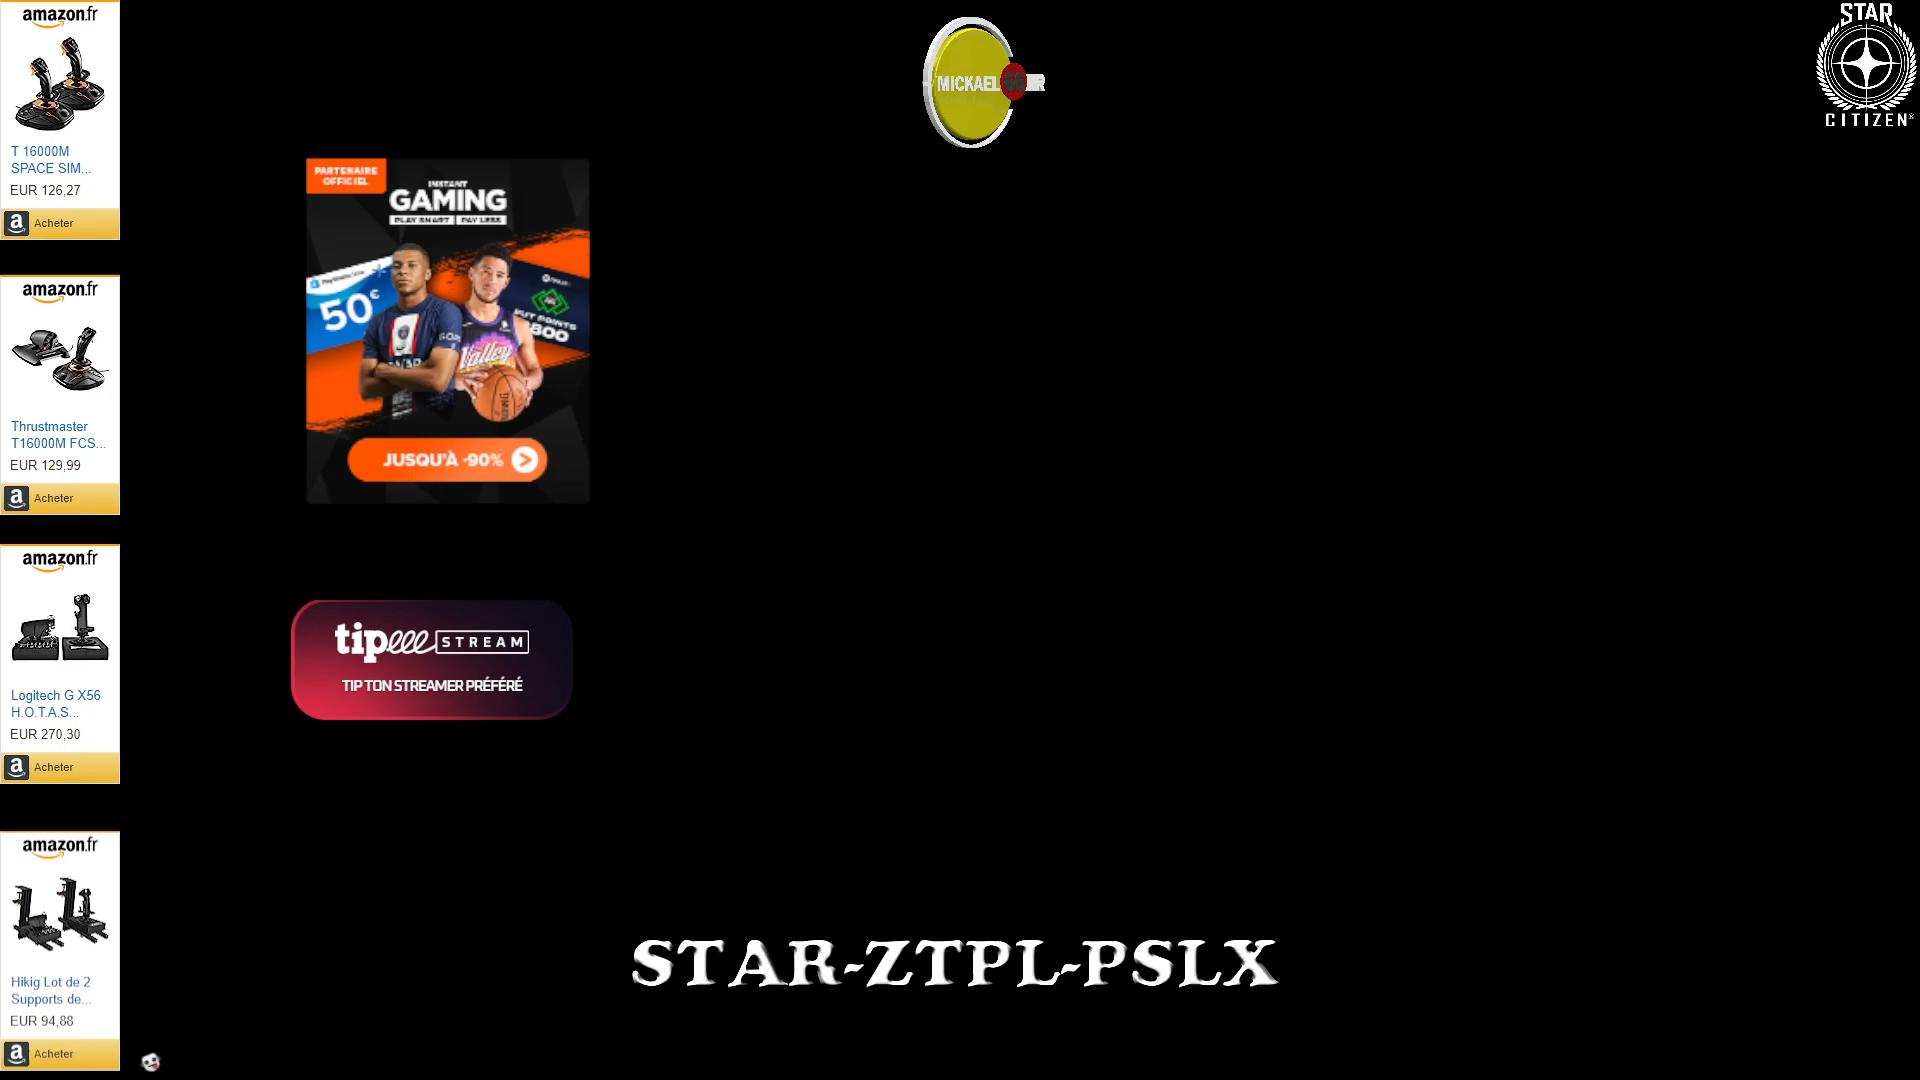 amazon.fr
T 16000M
SPACE SIM...
EUR 126,27
Acheter
amazon.fr
Thrustmaster
T16000M FCS...
EUR 129,99
Acheter
amazon.fr
Logitech G X56
H.O.T.A.S...
EUR 270,30
Acheter
amazon.fr
Hikig Lot de 2
Supports de...
EUR 94,88
Acheter
PARTENAIRE
OFFICIEL
INSTANT
GAMING
PLAY SMART PAY LESS
50€
POINTS
Valley
JUSQU'À -90%
tipeee STREAM
TIP TON STREAMER PRÉFÉRÉ
MICKAEL
STAR
CITIZEN®
STAR-ZTPL-PSLX